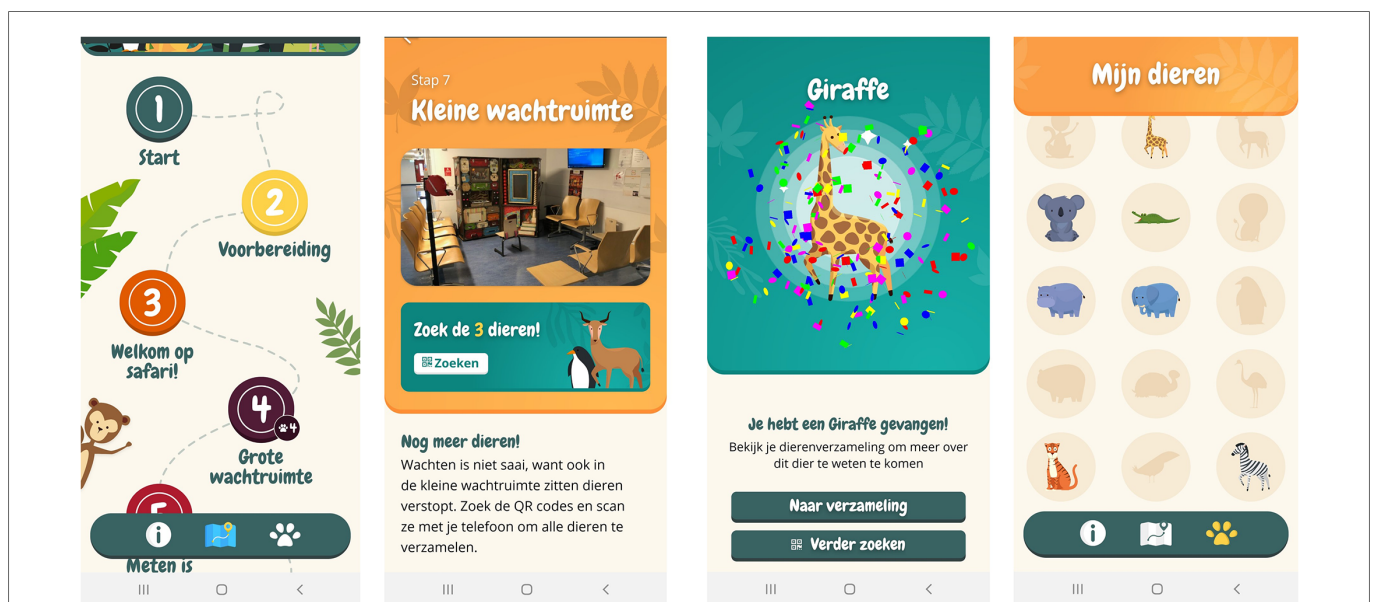 1
Start
2
Voorbereiding
3
Welkom op
safari!
4
4
Grote
wachtruimte
5
Meten is
Stap 7
Kleine wachtruimte
Zoek de 3 dieren!
Zoeken
Nog meer dieren!
Wachten is niet saai, want ook in
de kleine wachtruimte zitten dieren
verstopt. Zoek de QR codes en scan
ze met je telefoon om alle dieren te
verzamelen.
Giraffe
Je hebt een Giraffe gevangen!
Bekijk je dierenverzameling om meer over
dit dier te weten te komen
Naar verzameling
Verder zoeken
Mijn dieren